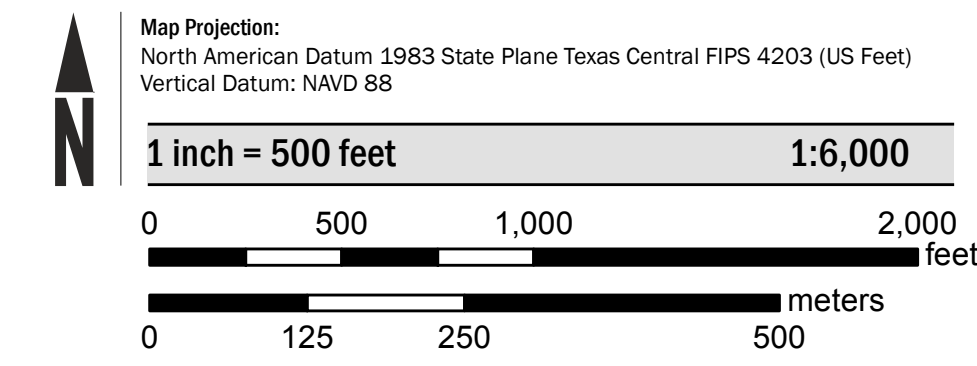 N
Map Projection:
North American Datum 1983 State Plane Texas Central FIPS 4203 (US Feet)
Vertical Datum: NAVD 88
1 inch = 500 feet 1:6,000
0 500 1,000 2,000
feet
meters
0 125 250 500